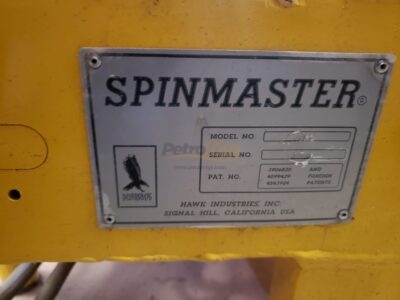 SPINMASTER®
MODEL NO.
SERIAL NO.
PAT. NO.
AND
FOREIGN
PATENTS
HAWK INDUSTRIES, INC.
SIGNAL HILL, CALIFORNIA USA